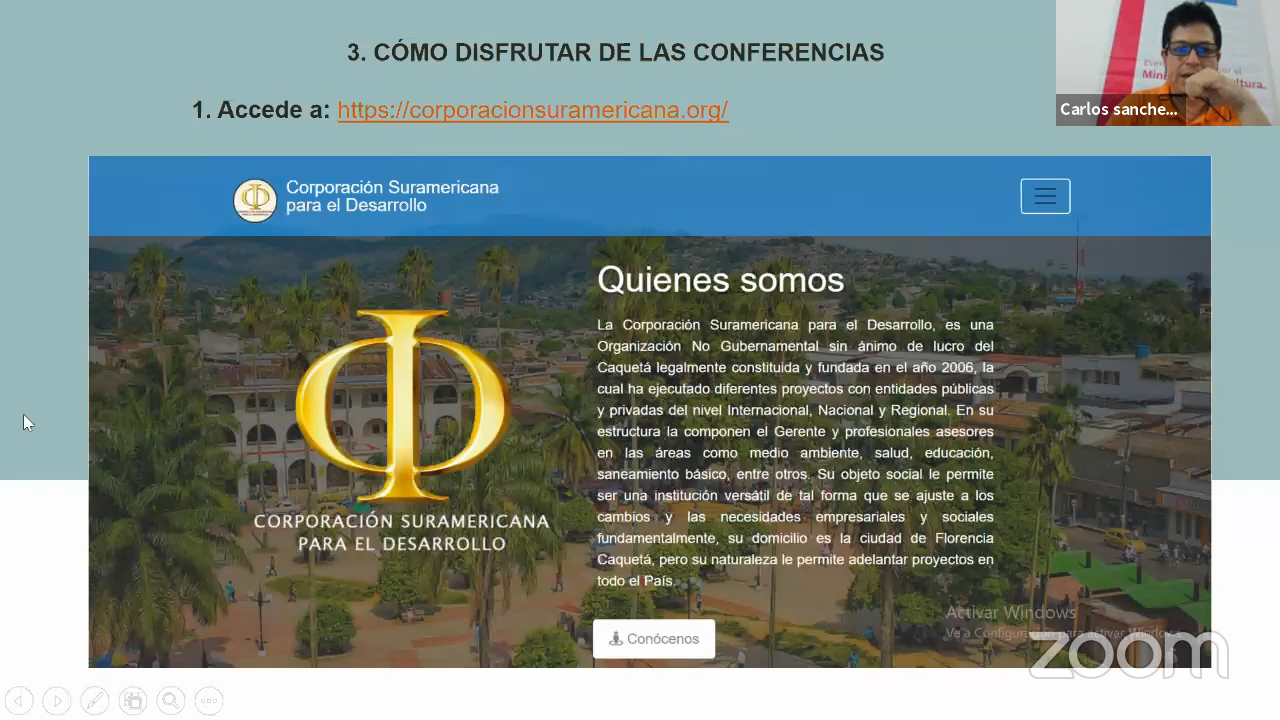 3. CÓMO DISFRUTAR DE LAS CONFERENCIAS
1. Accede a: https://corporacionsuramericana.org/
Carlos sanche...
Corporación Suramericana
para el Desarrollo
Quienes somos
La Corporación Suramericana para el Desarrollo, es una
Organización No Gubernamental sin ánimo de lucro del
Caquetá legalmente constituida y fundada en el año 2006, la
cual ha ejecutado diferentes proyectos con entidades públicas
y privadas del nivel Internacional, Nacional y Regional. En su
estructura la componen el Gerente y profesionales asesores
en las áreas como medio ambiente, salud, educación,
saneamiento básico, entre otros. Su objeto social le permite
ser una institución versátil de tal forma que se ajuste a los
cambios y las necesidades empresariales y sociales
fundamentalmente, su domicilio es la ciudad de Florencia
Caquetá, pero su naturaleza le permite adelantar proyectos en
todo el País.
CORPORACIÓN SURAMERICANA
PARA EL DESARROLLO
Conócenos
Activar Windows
Ve a Configuración para activar Windows.
zoom